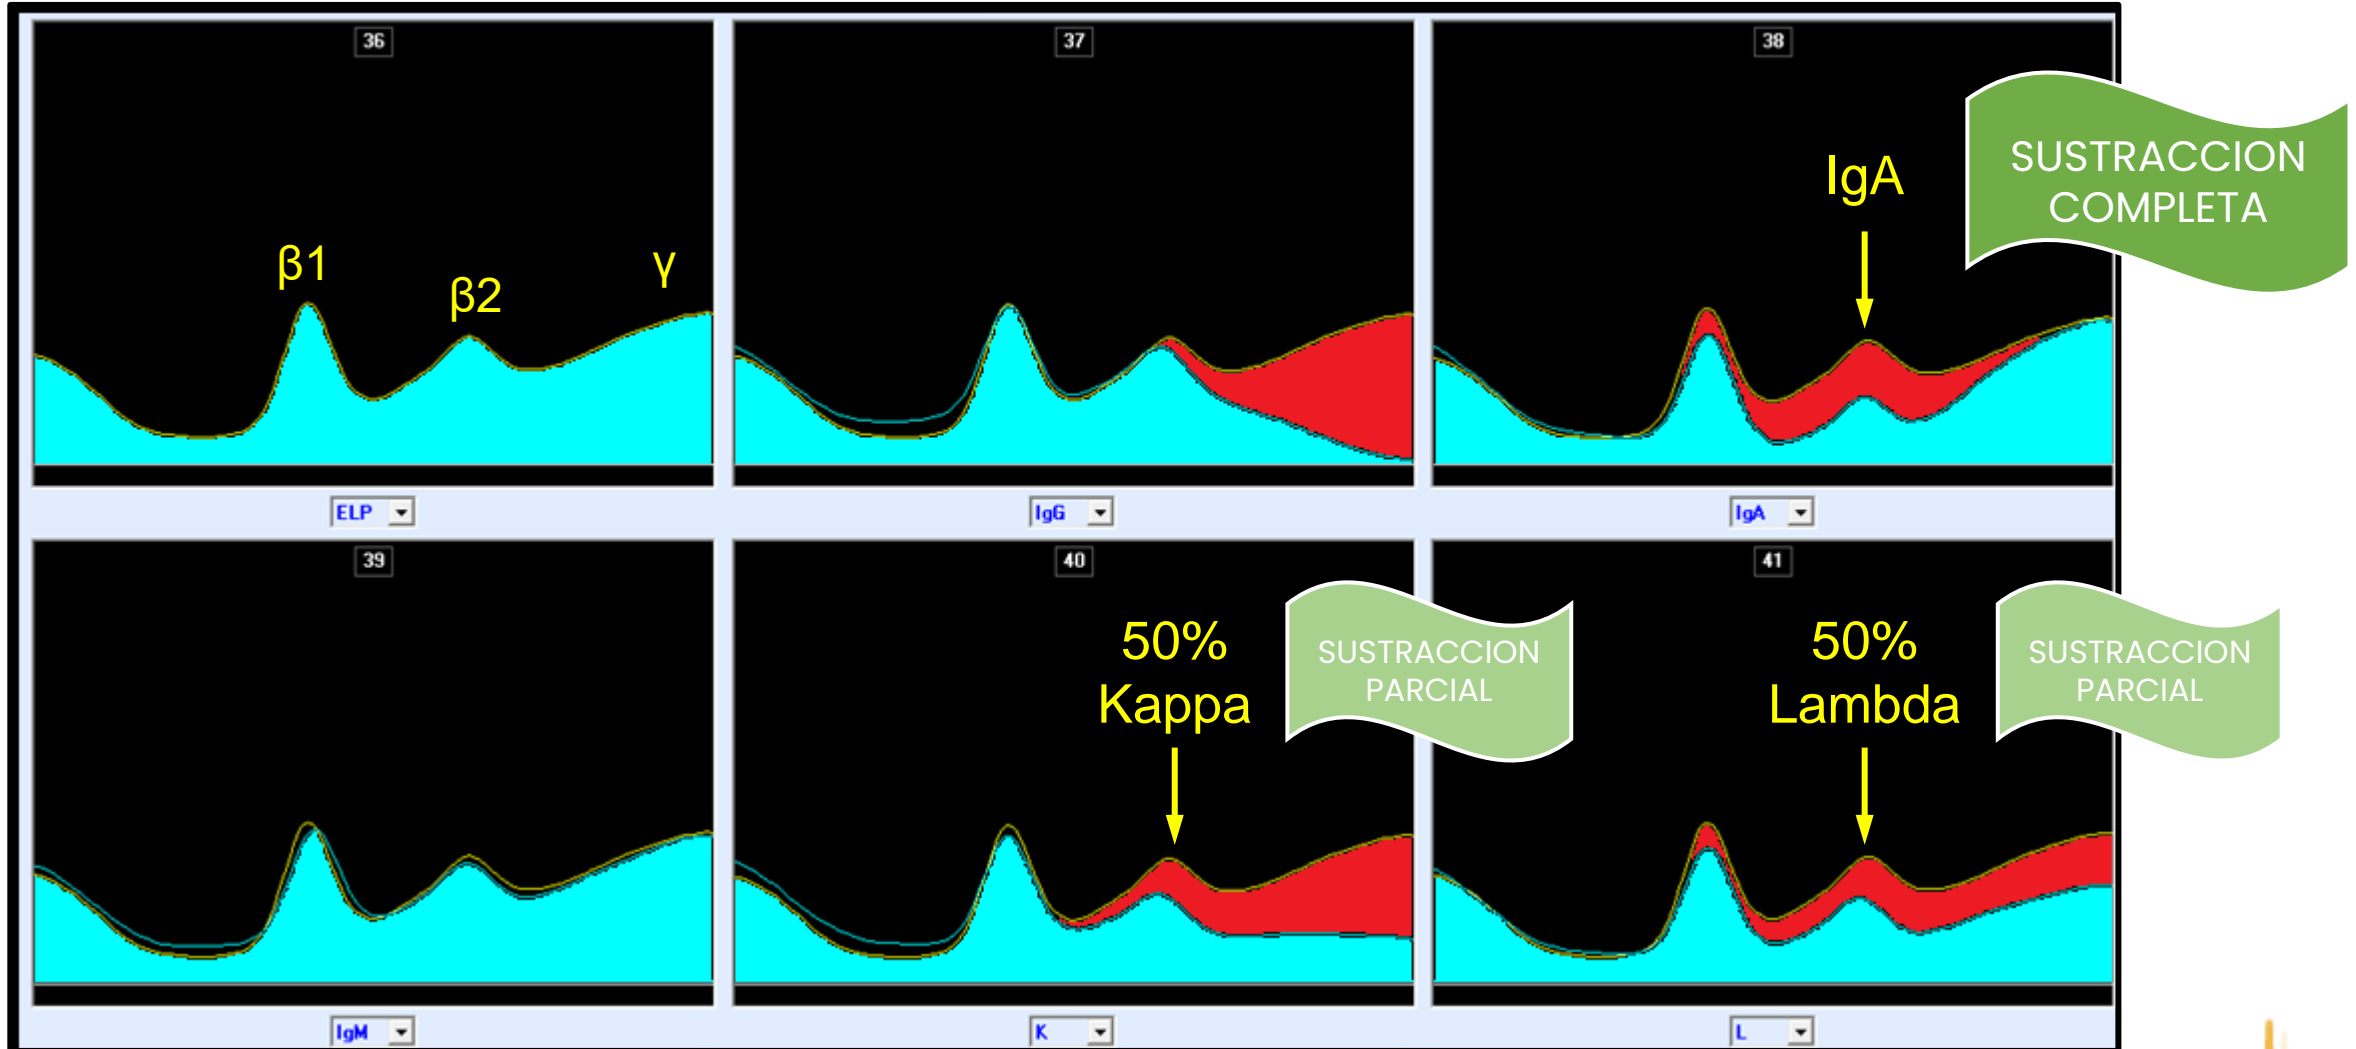 36
37
38
β1
β2
γ
IgA
SUSTRACCION
COMPLETA
ELP
IgG
IgA
39
40
41
50%
Kappa
SUSTRACCION
PARCIAL
50%
Lambda
SUSTRACCION
PARCIAL
IgM
K
L